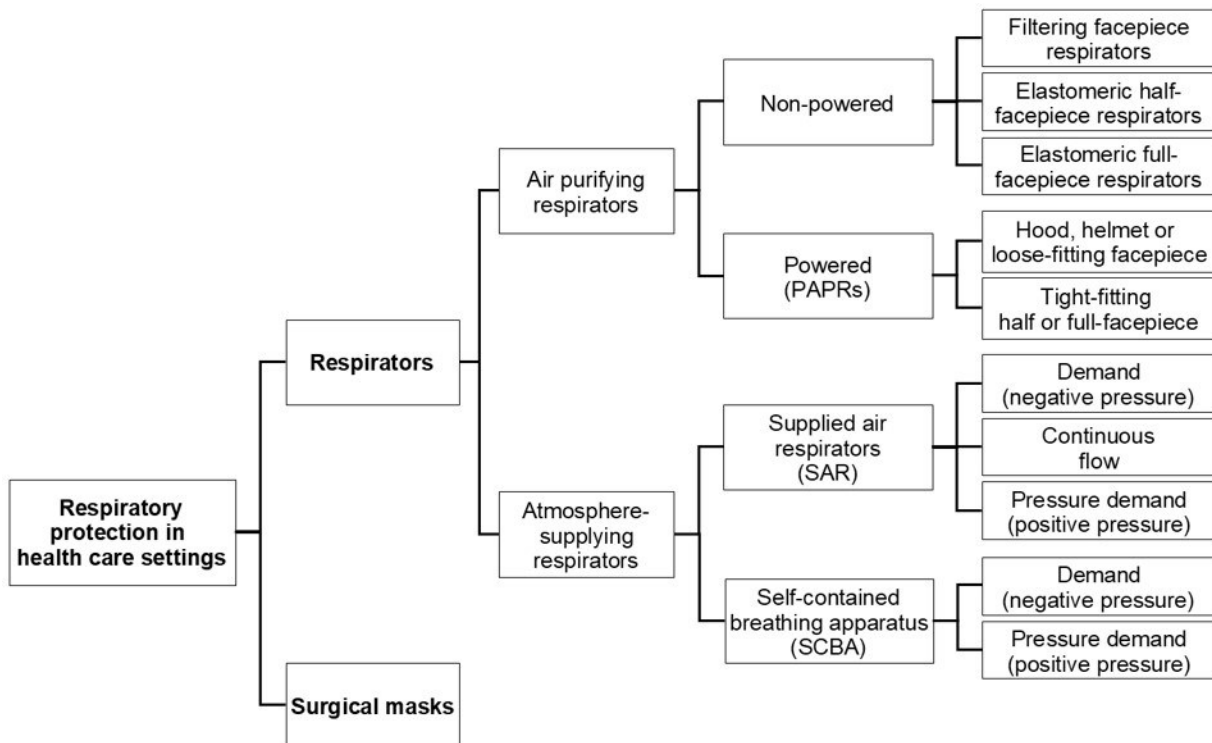 Respiratory
protection in
health care settings
Respirators
Surgical masks
Air purifying
respirators
Atmosphere-
supplying
respirators
Non-powered
Powered
(PAPRs)
Supplied air
respirators
(SAR)
Self-contained
breathing apparatus
(SCBA)
Filtering facepiece
respirators
Elastomeric half-
facepiece respirators
Elastomeric full-
facepiece respirators
Hood, helmet or
loose-fitting facepiece
Tight-fitting
half or full-facepiece
Demand
(negative pressure)
Continuous
flow
Pressure demand
(positive pressure)
Demand
(negative pressure)
Pressure demand
(positive pressure)